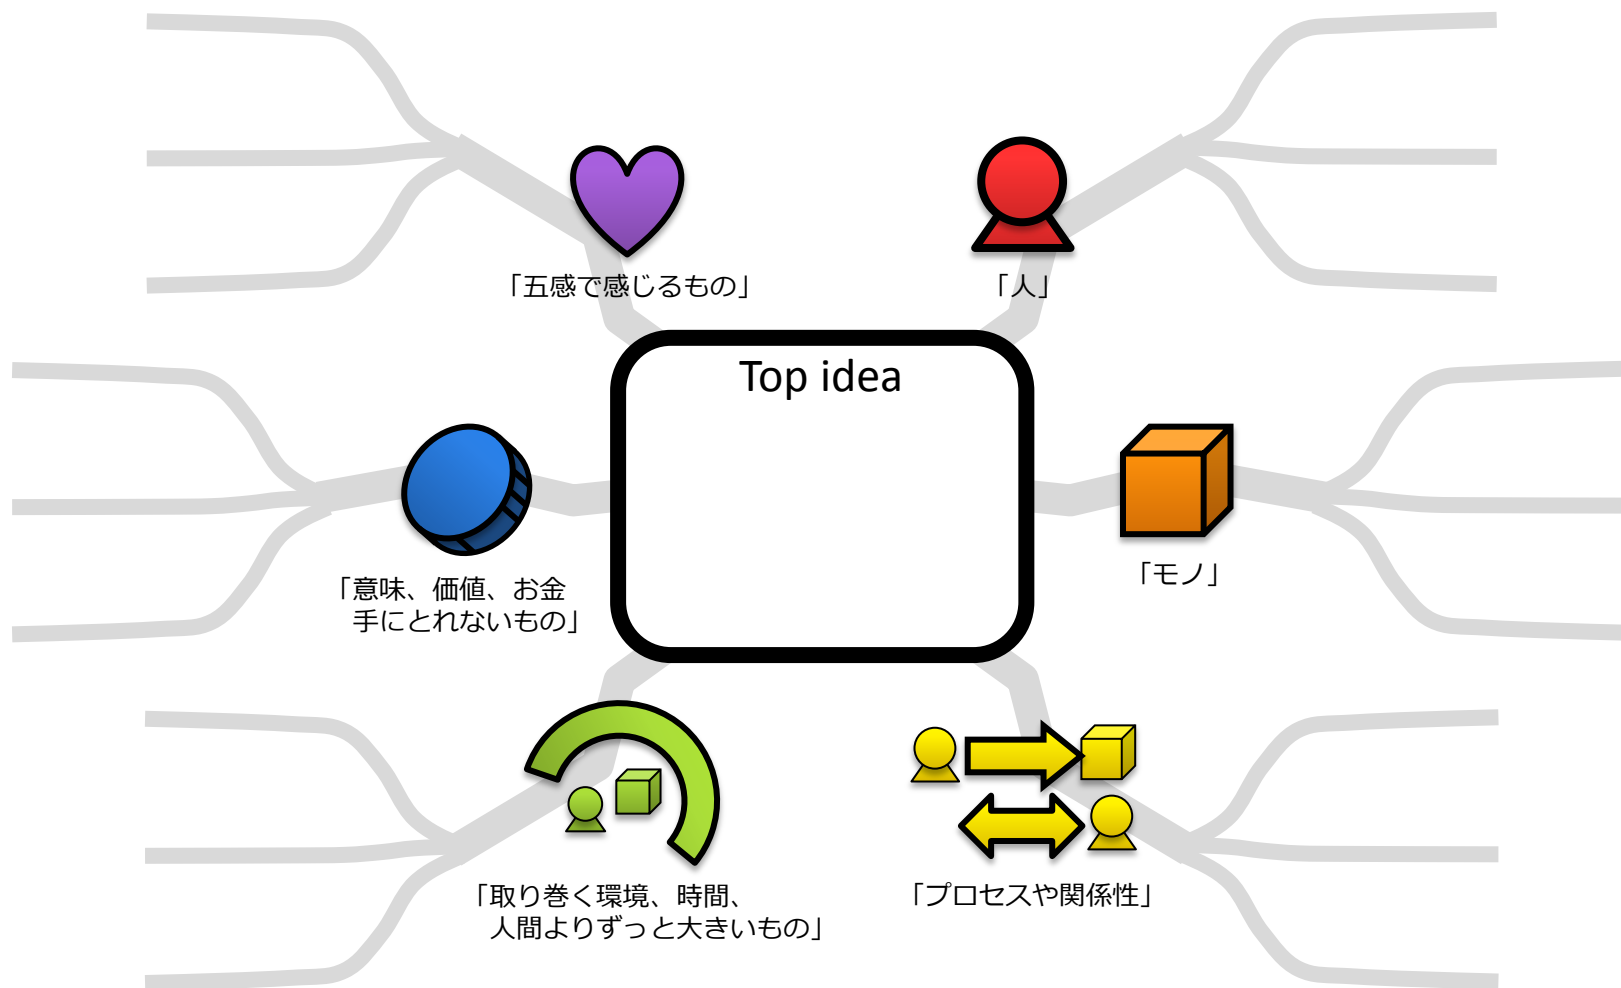 「五感で感じるもの」
「人」
Top idea
「意味、価値、お金
手にとれないもの」
「モノ」
「取り巻く環境、時間、
人間よりずっと大きいもの」
「プロセスや関係性」